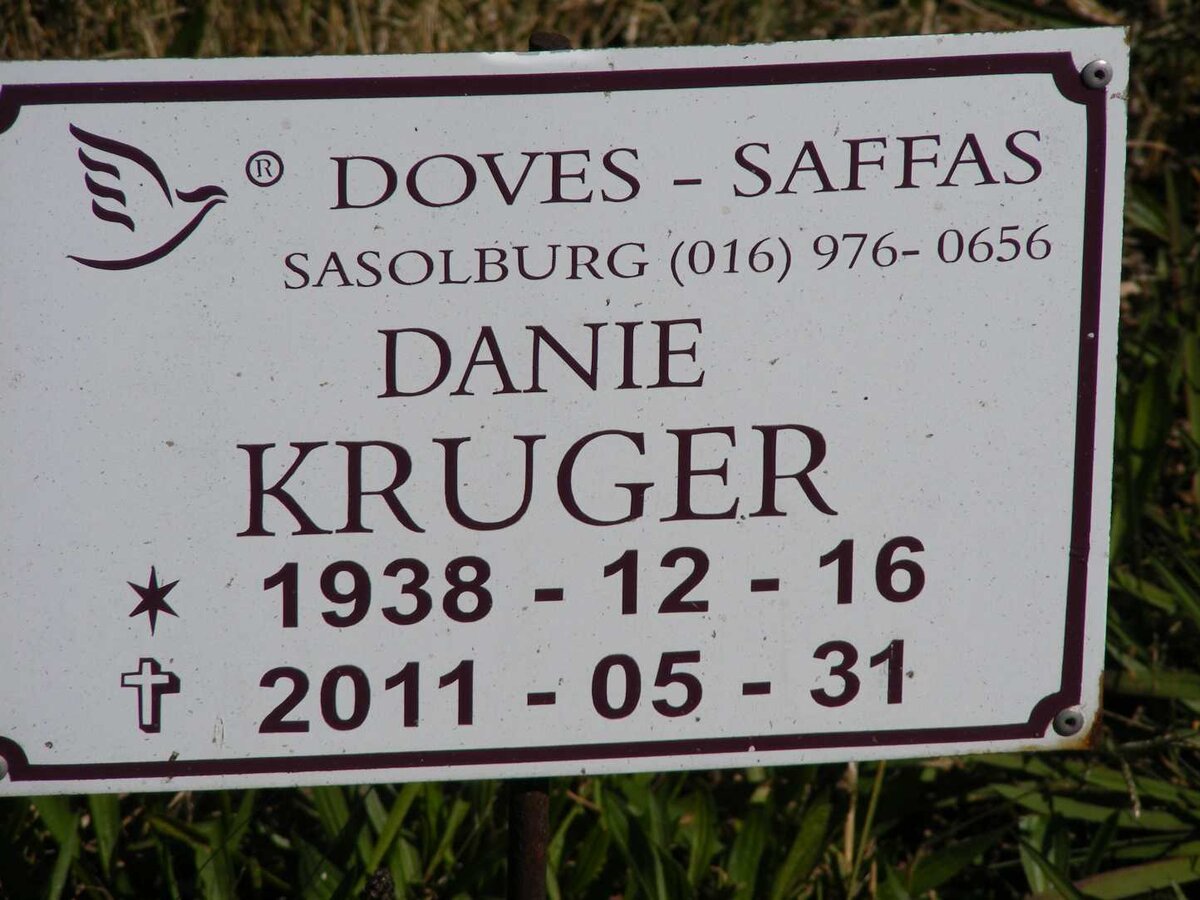 ® DOVES - SAFFAS
SASOLBURG (016) 976- 0656
DANIE
KRUGER
1938 - 12 - 16
2011 - 05 - 31